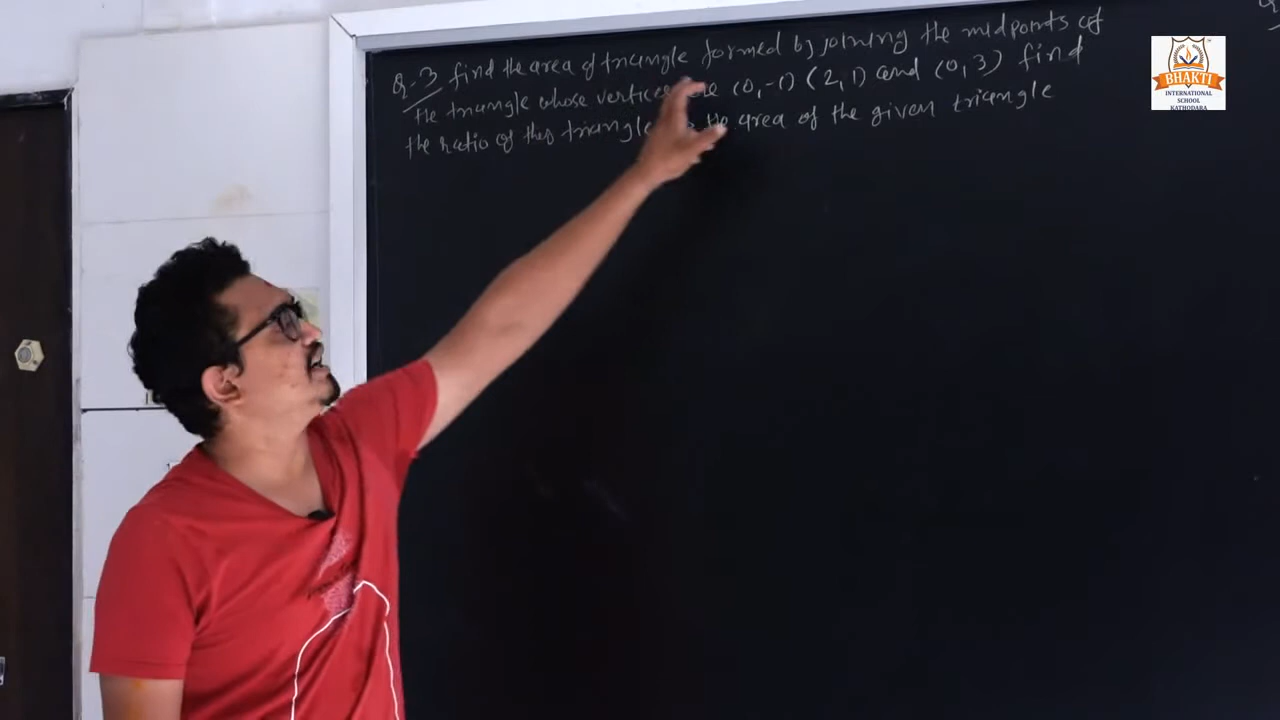 Q-3 find the area of triangle formed by joining the midpoints of
the triangle whose vertices are (0,-1) (2,1) and (0,3) find
the ratio of this triangle the area of the given triangle
BHAKTI
INTERNATIONAL
SCHOOL
KATHODARA